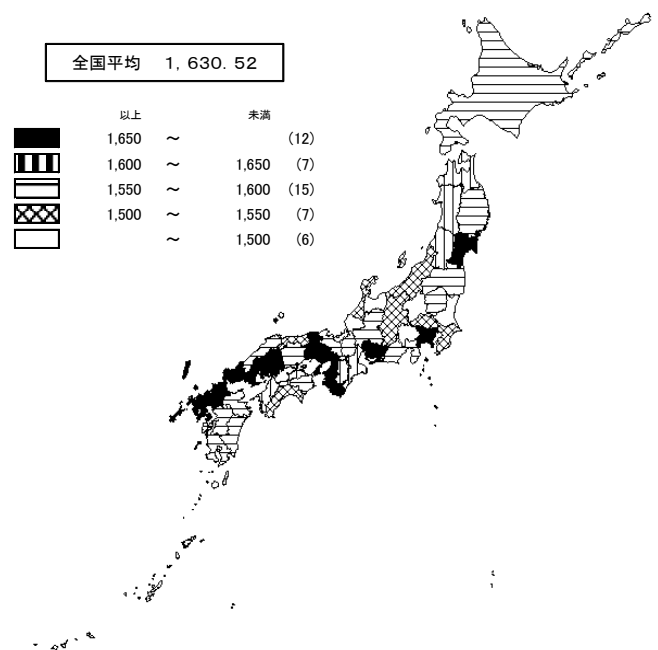 全国平均　１，６３０．５２
以上　未満
1,650　～　(12)
1,600　～　1,650　(7)
1,550　～　1,600　(15)
1,500　～　1,550　(7)
～　1,500　(6)